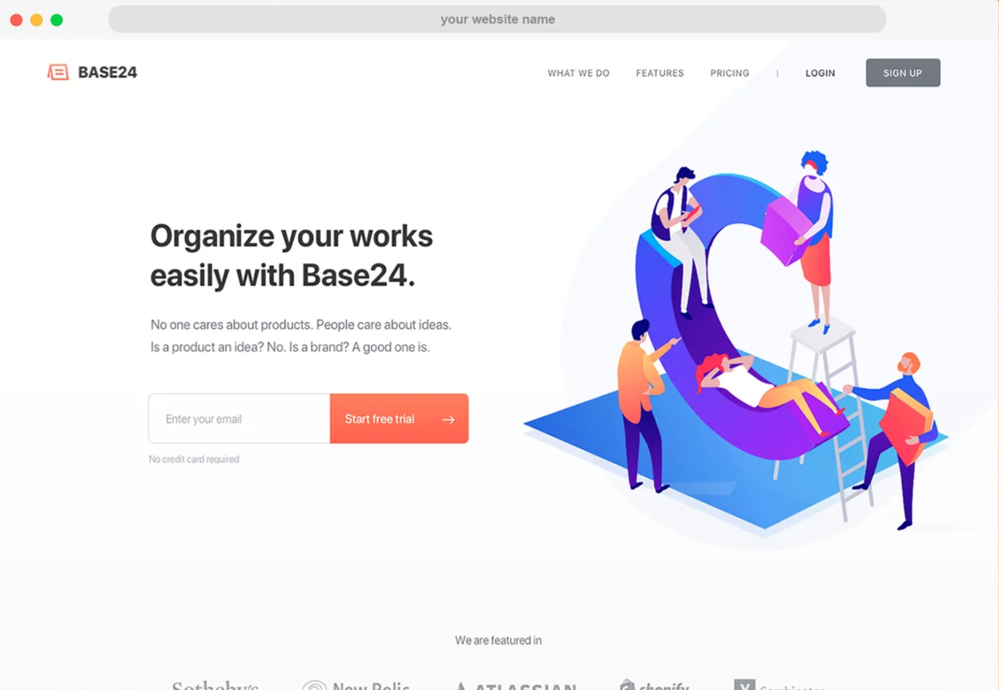 your website name
BASE24
WHAT WE DO FEATURES PRICING | LOGIN SIGN UP
Organize your works
easily with Base24.
No one cares about products. People care about ideas.
Is a product an idea? No. Is a brand? A good one is.
Enter your email Start free trial →
No credit card required
We are featured in
Sotheby's New Relic ATLASSIAN shopify Y Combinator